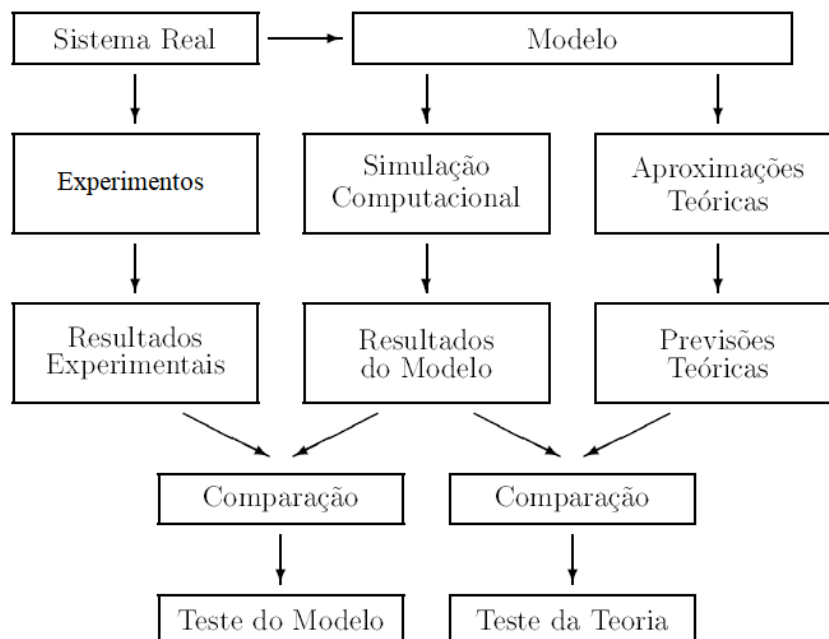 Sistema Real
Modelo
Experimentos
Simulação
Computacional
Aproximações
Teóricas
Resultados
Experimentais
Resultados
do Modelo
Previsões
Teóricas
Comparação
Comparação
Teste do Modelo
Teste da Teoria